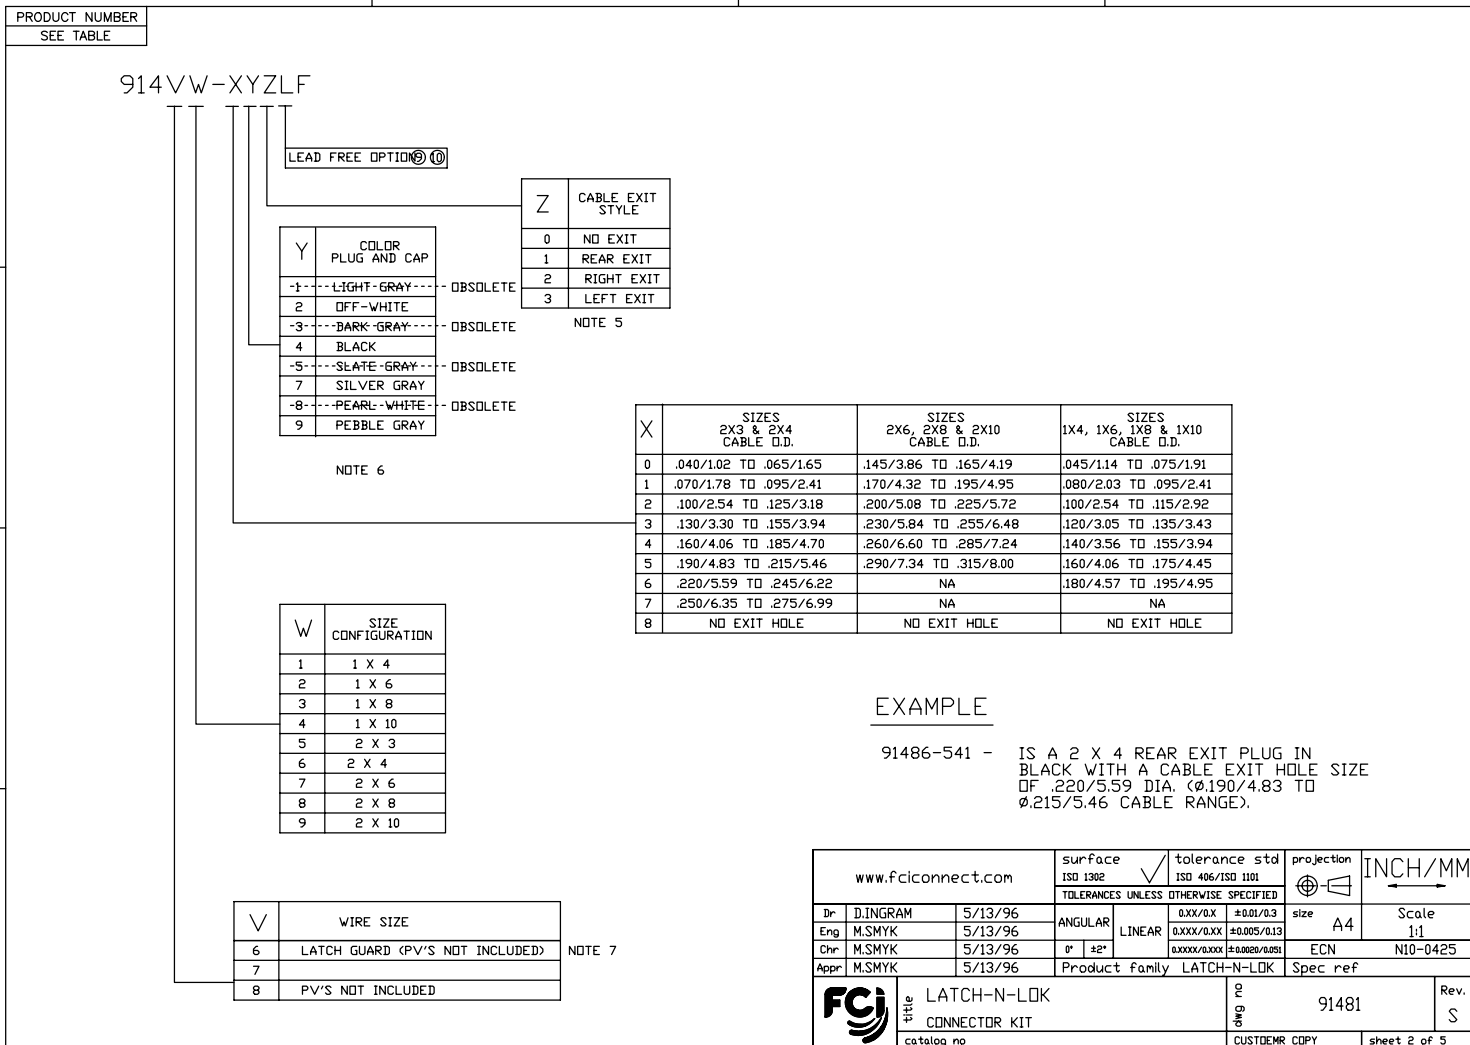 PRODUCT NUMBER
SEE TABLE
914VW-XYZLF
LEAD FREE OPTION 9 10
Z CABLE EXIT
STYLE
0 NO EXIT
1 REAR EXIT
2 RIGHT EXIT
3 LEFT EXIT
NOTE 5
Y COLOR
PLUG AND CAP
1 LIGHT GRAY OBSOLETE
2 OFF-WHITE
3 DARK GRAY OBSOLETE
4 BLACK
5 SLATE GRAY OBSOLETE
7 SILVER GRAY
8 PEARL WHITE OBSOLETE
9 PEBBLE GRAY
NOTE 6
X SIZES SIZES SIZES
2X3 & 2X4 2X6, 2X8 & 2X10 1X4, 1X6, 1X8 & 1X10
CABLE O.D. CABLE O.D. CABLE O.D.
0 .040/1.02 TO .065/1.65 .145/3.86 TO .165/4.19 .045/1.14 TO .075/1.91
1 .070/1.78 TO .095/2.41 .170/4.32 TO .195/4.95 .080/2.03 TO .095/2.41
2 .100/2.54 TO .125/3.18 .200/5.08 TO .225/5.72 .100/2.54 TO .115/2.92
3 .130/3.30 TO .155/3.94 .230/5.84 TO .255/6.48 .120/3.05 TO .135/3.43
4 .160/4.06 TO .185/4.70 .260/6.60 TO .285/7.24 .140/3.56 TO .155/3.94
5 .190/4.83 TO .215/5.46 .290/7.34 TO .315/8.00 .160/4.06 TO .175/4.45
6 .220/5.59 TO .245/6.22 NA .180/4.57 TO .195/4.95
7 .250/6.35 TO .275/6.99 NA NA
8 NO EXIT HOLE NO EXIT HOLE NO EXIT HOLE
W SIZE
CONFIGURATION
1 1 X 4
2 1 X 6
3 1 X 8
4 1 X 10
5 2 X 3
6 2 X 4
7 2 X 6
8 2 X 8
9 2 X 10
EXAMPLE
91486-541 - IS A 2 X 4 REAR EXIT PLUG IN
BLACK WITH A CABLE EXIT HOLE SIZE
OF .220/5.59 DIA. (Ø.190/4.83 TO
Ø.215/5.46 CABLE RANGE).
V WIRE SIZE
6 LATCH GUARD (PV'S NOT INCLUDED) NOTE 7
7
8 PV'S NOT INCLUDED
www.fciconnect.com
surface
ISO 1302
tolerance std
ISO 406/ISO 1101
projection
INCH/MM
TOLERANCES UNLESS OTHERWISE SPECIFIED
Dr D.INGRAM 5/13/96
Eng M.SMYK 5/13/96
Chr M.SMYK 5/13/96
Appr M.SMYK 5/13/96
ANGULAR
0° ±2°
LINEAR
0.XX/0.X ±0.01/0.3
0.XXX/0.XX ±0.005/0.13
0.XXXX/0.XXX ±0.0020/0.051
size A4
Scale
1:1
ECN N10-0425
Product family LATCH-N-LOK
Spec ref
FCi
title LATCH-N-LOK
CONNECTOR KIT
dwg no 91481
Rev.
S
catalog no
CUSTOEMR COPY
sheet 2 of 5